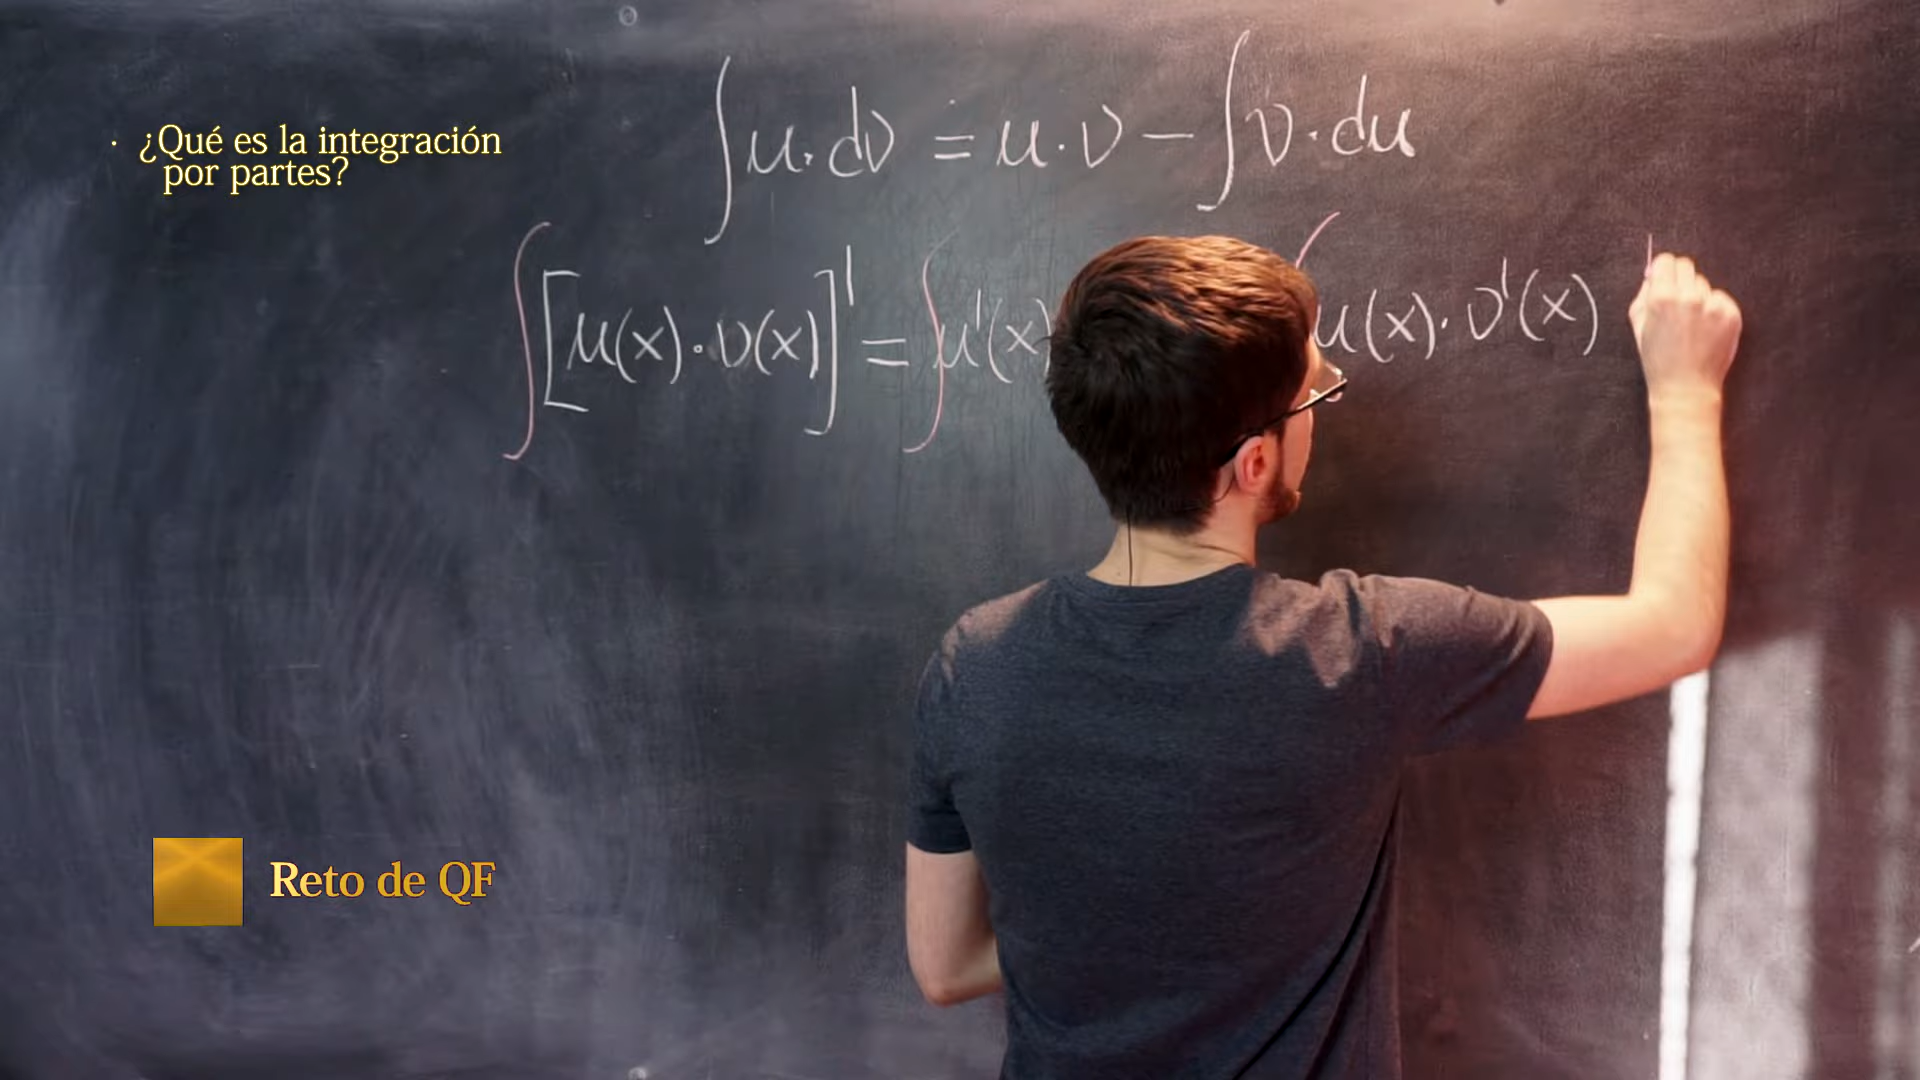 · ¿Qué es la integración
por partes?
∫u·dv = u·v − ∫v·du
∫[u(x)·v(x)]' = ∫u'(x) ∫u(x)·v'(x)
Reto de QF